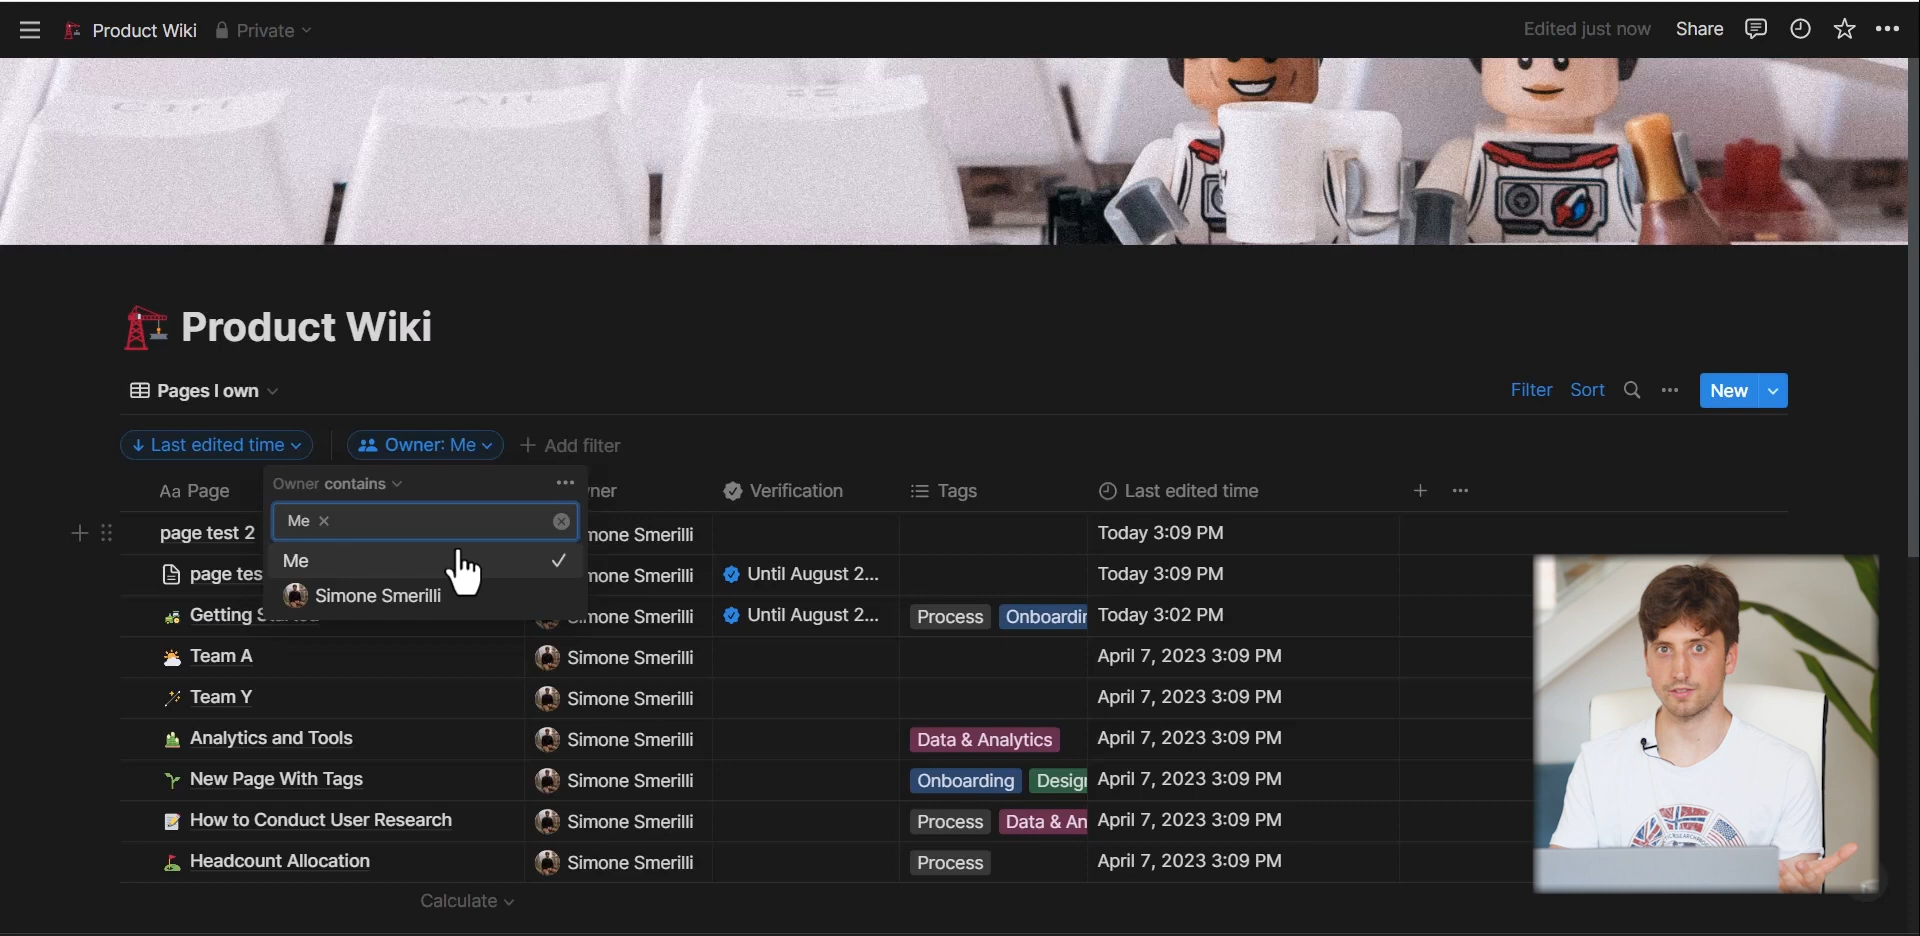 Product Wiki Private Edited just now Share
Product Wiki
Pages I own Filter Sort New
Last edited time Owner: Me Add filter
Aa Page Verification Tags Last edited time
Owner contains
Me
Me
Simone Smerilli
page test 2 Smerilli Today 3:09 PM
page Smerilli Until August 2... Today 3:09 PM
Getting Smerilli Until August 2... Process Today 3:02 PM
Team A Simone Smerilli April 7, 2023 3:09 PM
Team Y Simone Smerilli April 7, 2023 3:09 PM
Analytics and Tools Simone Smerilli Data & Analytics April 7, 2023 3:09 PM
New Page With Tags Simone Smerilli Onboarding April 7, 2023 3:09 PM
How to Conduct User Research Simone Smerilli Process Data & April 7, 2023 3:09 PM
Headcount Allocation Simone Smerilli Process April 7, 2023 3:09 PM
Calculate